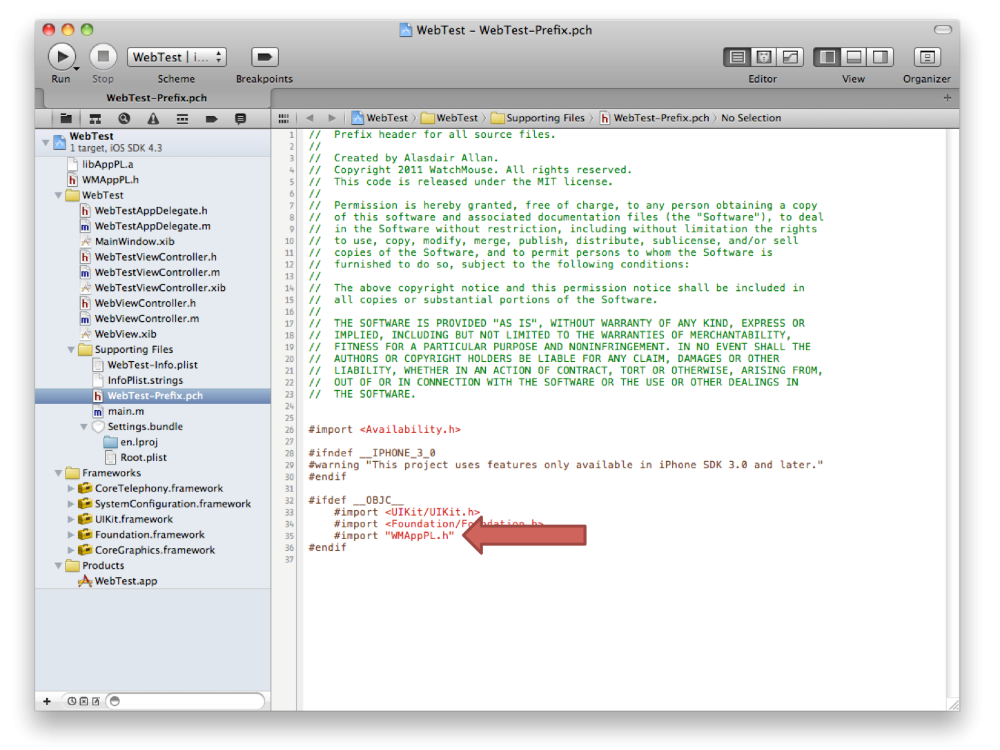 WebTest – WebTest-Prefix.pch
WebTest | i...
Run
Stop
Scheme
Breakpoints
Editor
View
Organizer
WebTest-Prefix.pch
+
WebTest
WebTest
Supporting Files
h WebTest-Prefix.pch
No Selection
WebTest
1 target, iOS SDK 4.3
libAppPL.a
h WMAppPL.h
WebTest
h WebTestAppDelegate.h
m WebTestAppDelegate.m
MainWindow.xib
h WebTestViewController.h
m WebTestViewController.m
WebTestViewController.xib
h WebViewController.h
m WebViewController.m
WebView.xib
Supporting Files
WebTest-Info.plist
InfoPlist.strings
h WebTest-Prefix.pch
m main.m
Settings.bundle
en.lproj
Root.plist
Frameworks
CoreTelephony.framework
SystemConfiguration.framework
UIKit.framework
Foundation.framework
CoreGraphics.framework
Products
WebTest.app
+
1 // Prefix header for all source files.
2 //
3 // Created by Alasdair Allan.
4 // Copyright 2011 WatchMouse. All rights reserved.
5 // This code is released under the MIT license.
6 //
7 // Permission is hereby granted, free of charge, to any person obtaining a copy
8 // of this software and associated documentation files (the "Software"), to deal
9 // in the Software without restriction, including without limitation the rights
10 // to use, copy, modify, merge, publish, distribute, sublicense, and/or sell
11 // copies of the Software, and to permit persons to whom the Software is
12 // furnished to do so, subject to the following conditions:
13 //
14 // The above copyright notice and this permission notice shall be included in
15 // all copies or substantial portions of the Software.
16 //
17 // THE SOFTWARE IS PROVIDED "AS IS", WITHOUT WARRANTY OF ANY KIND, EXPRESS OR
18 // IMPLIED, INCLUDING BUT NOT LIMITED TO THE WARRANTIES OF MERCHANTABILITY,
19 // FITNESS FOR A PARTICULAR PURPOSE AND NONINFRINGEMENT. IN NO EVENT SHALL THE
20 // AUTHORS OR COPYRIGHT HOLDERS BE LIABLE FOR ANY CLAIM, DAMAGES OR OTHER
21 // LIABILITY, WHETHER IN AN ACTION OF CONTRACT, TORT OR OTHERWISE, ARISING FROM,
22 // OUT OF OR IN CONNECTION WITH THE SOFTWARE OR THE USE OR OTHER DEALINGS IN
23 // THE SOFTWARE.
24
25
26 #import <Availability.h>
27
28 #ifndef __IPHONE_3_0
29 #warning "This project uses features only available in iPhone SDK 3.0 and later."
30 #endif
31
32 #ifdef __OBJC__
33 #import <UIKit/UIKit.h>
34 #import <Foundation/Foundation.h>
35 #import "WMAppPL.h"
36 #endif
37